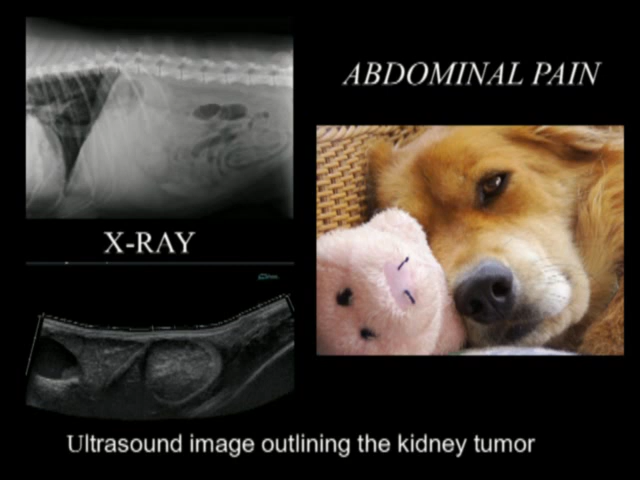 ABDOMINAL PAIN
X-RAY
Ultrasound image outlining the kidney tumor